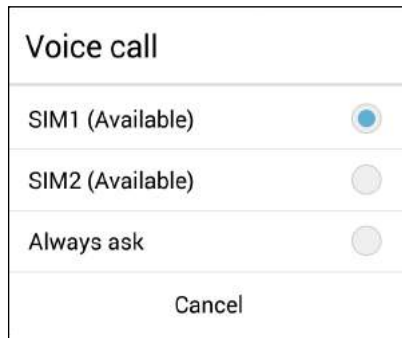 Voice call
SIM1 (Available)
SIM2 (Available)
Always ask
Cancel